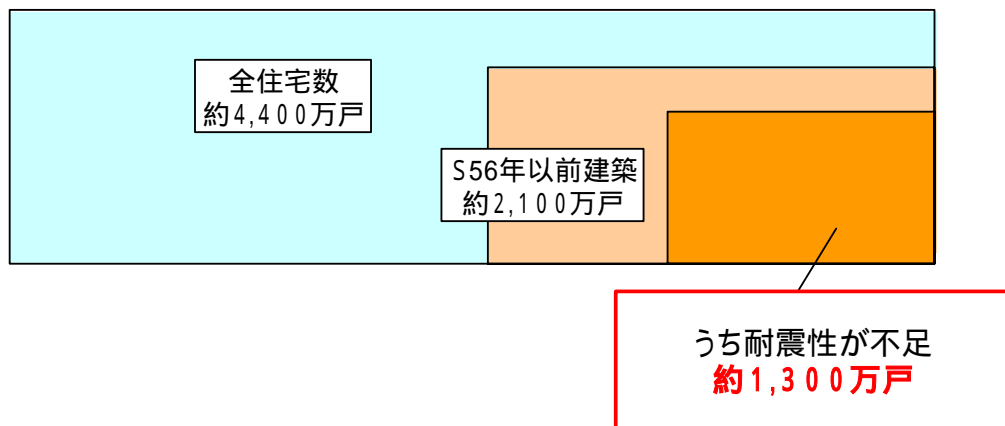 全住宅数
約4,400万戸
S56年以前建築
約2,100万戸
うち耐震性が不足
約1,300万戸